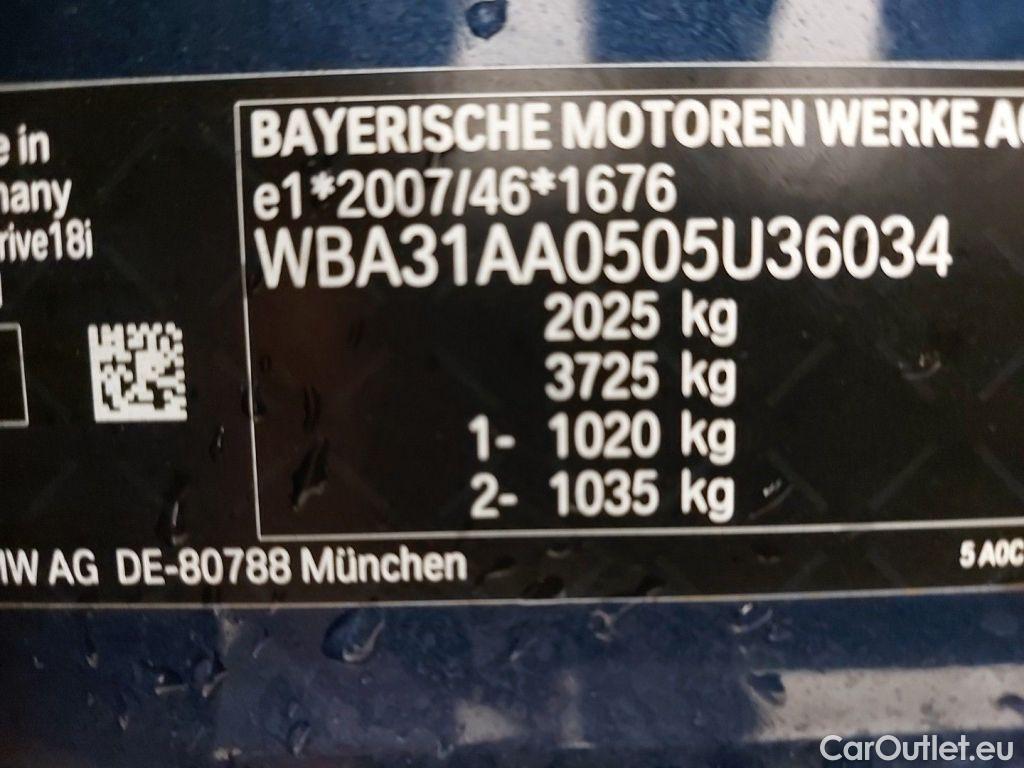 e in
many
rive18i
BAYERISCHE MOTOREN WERKE AG
e1*2007/46*1676
WBA31AA0505U36034
2025 kg
3725 kg
1- 1020 kg
2- 1035 kg
MW AG DE-80788 München
5 A0C
CarOutlet.eu